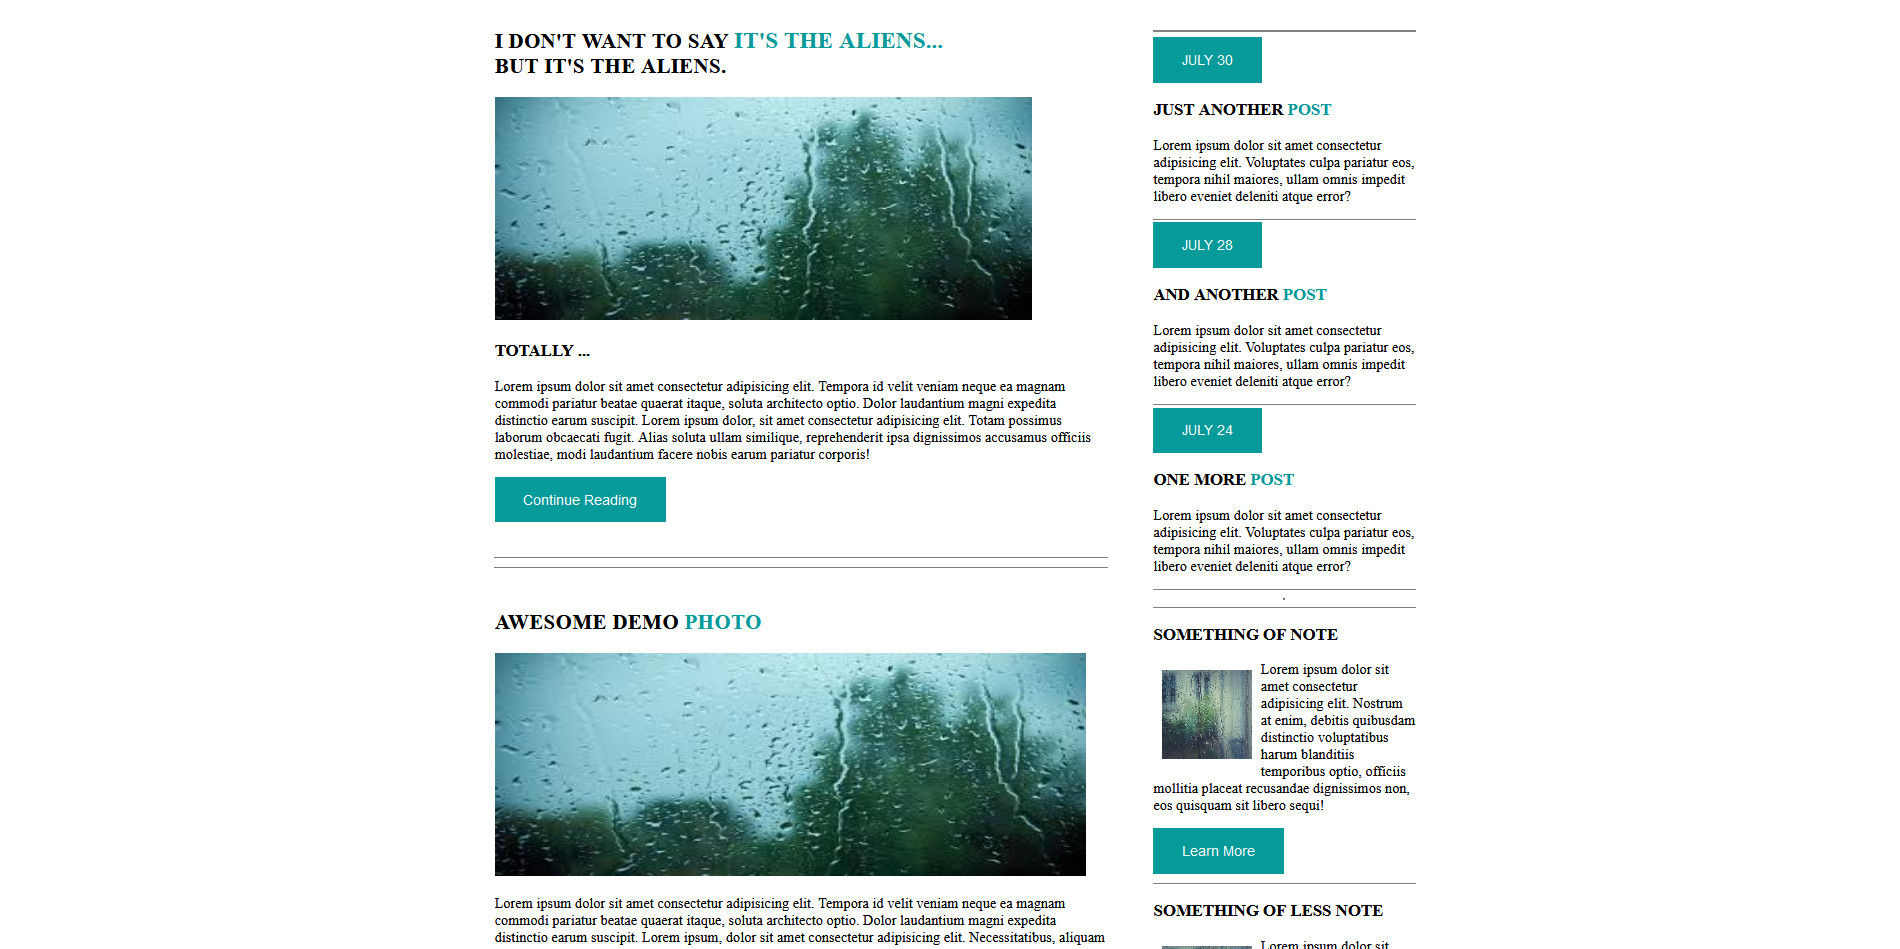 I DON'T WANT TO SAY IT'S THE ALIENS...
BUT IT'S THE ALIENS.
TOTALLY ...
Lorem ipsum dolor sit amet consectetur adipisicing elit. Tempora id velit veniam neque ea magnam
commodi pariatur beatae quaerat itaque, soluta architecto optio. Dolor laudantium magni expedita
distinctio earum suscipit. Lorem ipsum dolor, sit amet consectetur adipisicing elit. Totam possimus
laborum obcaecati fugit. Alias soluta ullam similique, reprehenderit ipsa dignissimos accusamus officiis
molestiae, modi laudantium facere nobis earum pariatur corporis!
Continue Reading
AWESOME DEMO PHOTO
Lorem ipsum dolor sit amet consectetur adipisicing elit. Tempora id velit veniam neque ea magnam
commodi pariatur beatae quaerat itaque, soluta architecto optio. Dolor laudantium magni expedita
distinctio earum suscipit. Lorem ipsum, dolor sit amet consectetur adipisicing elit. Necessitatibus, aliquam
JULY 30
JUST ANOTHER POST
Lorem ipsum dolor sit amet consectetur
adipisicing elit. Voluptates culpa pariatur eos,
tempora nihil maiores, ullam omnis impedit
libero eveniet deleniti atque error?
JULY 28
AND ANOTHER POST
Lorem ipsum dolor sit amet consectetur
adipisicing elit. Voluptates culpa pariatur eos,
tempora nihil maiores, ullam omnis impedit
libero eveniet deleniti atque error?
JULY 24
ONE MORE POST
Lorem ipsum dolor sit amet consectetur
adipisicing elit. Voluptates culpa pariatur eos,
tempora nihil maiores, ullam omnis impedit
libero eveniet deleniti atque error?
.
SOMETHING OF NOTE
Lorem ipsum dolor sit
amet consectetur
adipisicing elit. Nostrum
at enim, debitis quibusdam
distinctio voluptatibus
harum blanditiis
temporibus optio, officiis
mollitia placeat recusandae dignissimos non,
eos quisquam sit libero sequi!
Learn More
SOMETHING OF LESS NOTE
Lorem ipsum dolor sit